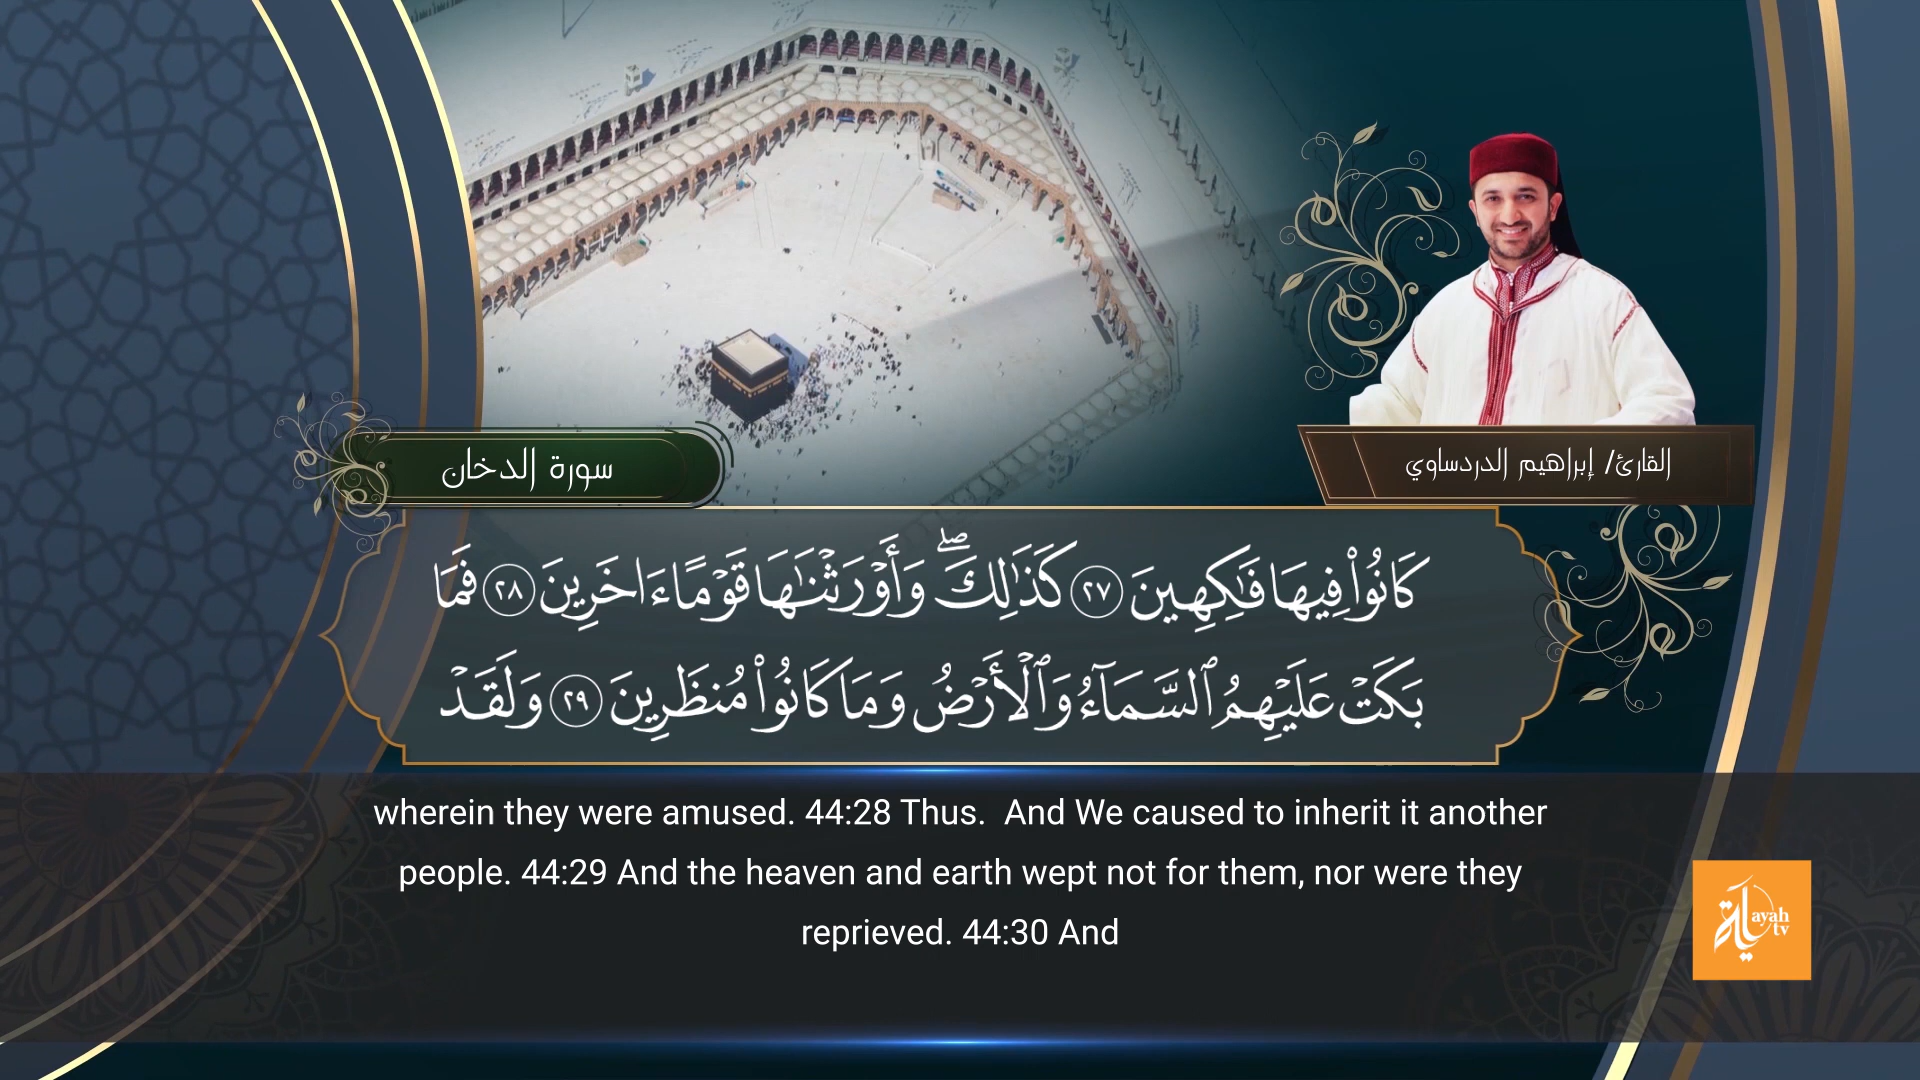 سورة الدخان
القارئ/ إبراهيم الدردساوي
كَانُوا۟ فِيهَا فَـٰكِهِينَ ٢٧ كَذَٰلِكَ ۖ وَأَوْرَثْنَـٰهَا قَوْمًا ءَاخَرِينَ ٢٨ فَمَا
بَكَتْ عَلَيْهِمُ ٱلسَّمَآءُ وَٱلْأَرْضُ وَمَا كَانُوا۟ مُنظَرِينَ ٢٩ وَلَقَدْ
wherein they were amused. 44:28 Thus.  And We caused to inherit it another
people. 44:29 And the heaven and earth wept not for them, nor were they
reprieved. 44:30 And
آية
ayah
tv